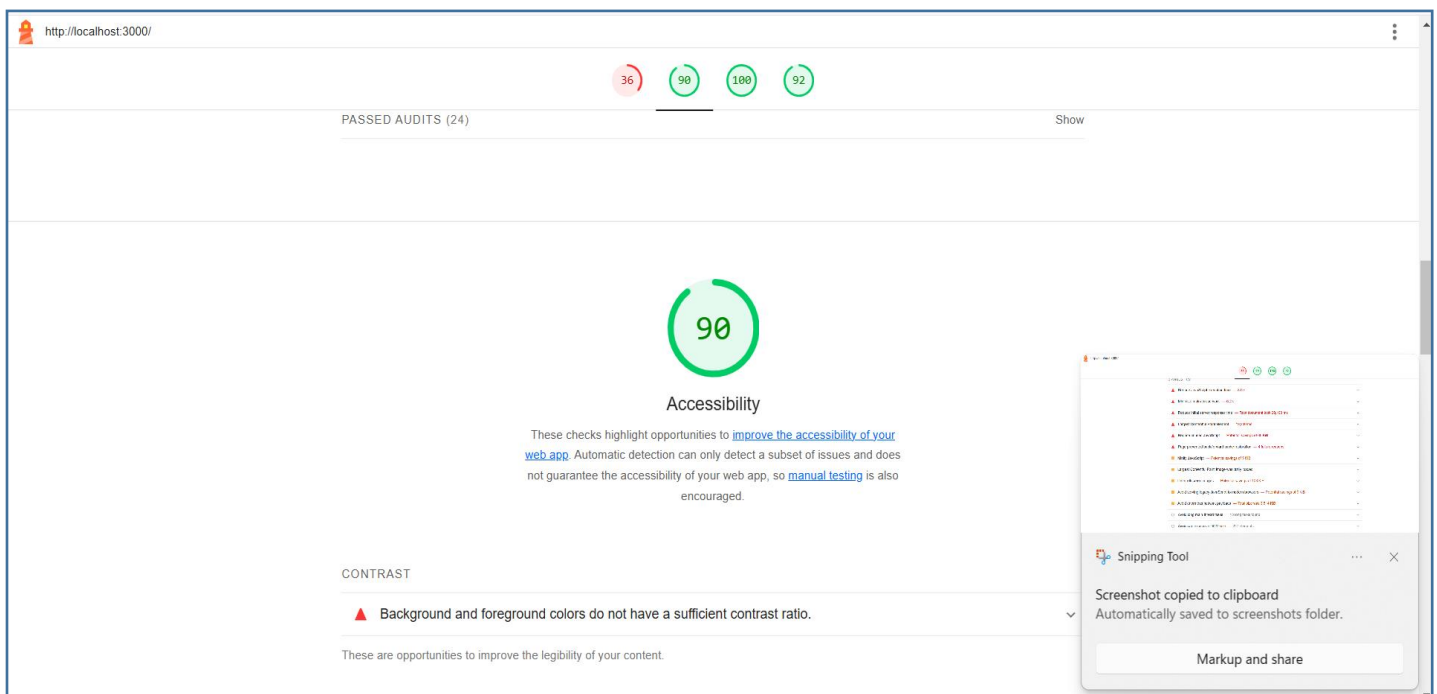 http://localhost:3000/
36 90 100 92
PASSED AUDITS (24) Show
90
Accessibility
These checks highlight opportunities to improve the accessibility of your
web app. Automatic detection can only detect a subset of issues and does
not guarantee the accessibility of your web app, so manual testing is also
encouraged.
CONTRAST
Background and foreground colors do not have a sufficient contrast ratio.
These are opportunities to improve the legibility of your content.
Snipping Tool
Screenshot copied to clipboard
Automatically saved to screenshots folder.
Markup and share